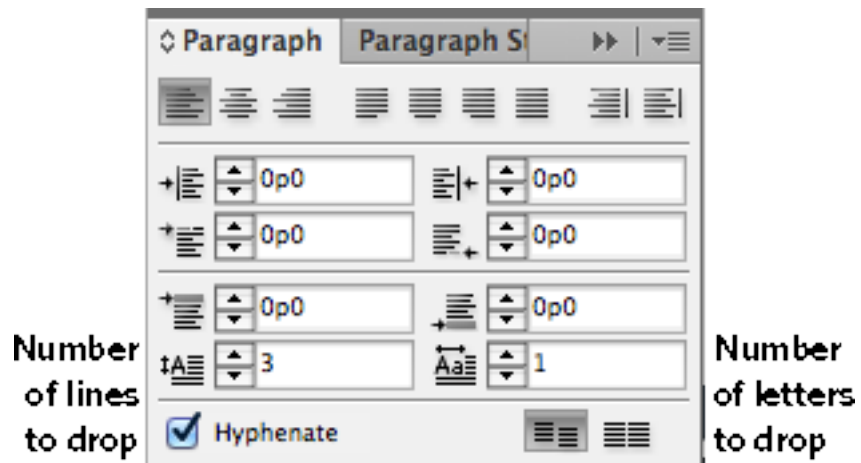 Paragraph Paragraph St
0p0 0p0
0p0 0p0
0p0 0p0
Number
of lines
to drop
3 1
Number
of letters
to drop
Hyphenate